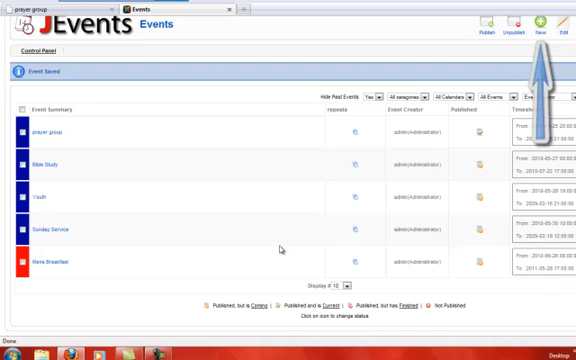 prayer group
Events
JEvents
Events
Publish
Unpublish
New
Edit
Control Panel
Event Saved
Hide Past Events
Yes
All categories
All Calendars
All Events
Event Summary
repeats
Event Creator
Published
prayer group
admin(Administrator)
Bible Study
admin(Administrator)
Youth
admin(Administrator)
Sunday Service
admin(Administrator)
Mens Breakfast
admin(Administrator)
Display # 10
Published, but is Coming
Published and is Current
Published, but has Finished
Not Published
Click on icon to change status
Done
Desktop